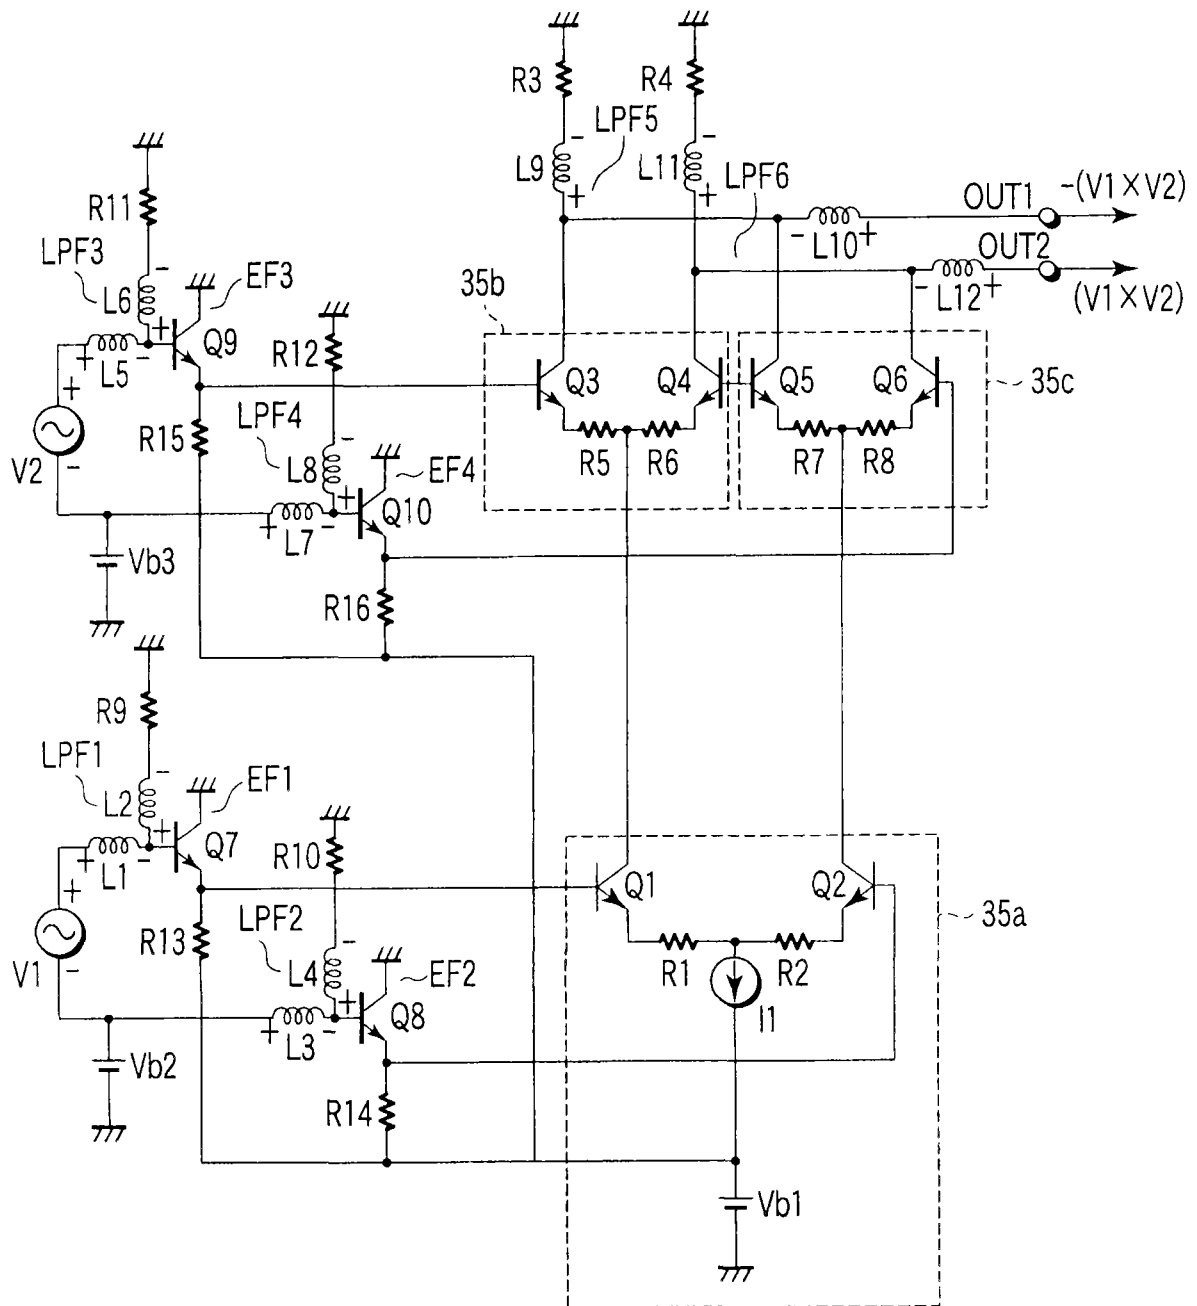 R3
R4
LPF5
L9
L11
LPF6
OUT1
-(V1×V2)
R11
LPF3
L10
OUT2
L6
EF3
35b
L12
(V1×V2)
Q9
R12
L5
Q3
Q4
Q5
Q6
35c
R15
LPF4
R5
R6
R7
R8
V2
L8
EF4
Q10
L7
Vb3
R16
R9
LPF1
L2
EF1
Q7
R10
L1
Q1
Q2
R13
LPF2
35a
V1
L4
EF2
R1
R2
Q8
I1
L3
Vb2
R14
Vb1